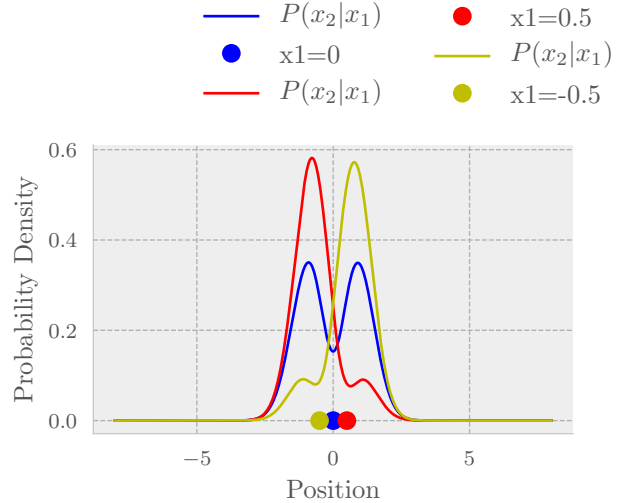 P(x₂|x₁)
x1=0
P(x₂|x₁)
x1=0.5
P(x₂|x₁)
x1=-0.5
Probability Density
0.6
0.4
0.2
0.0
−5
0
5
Position